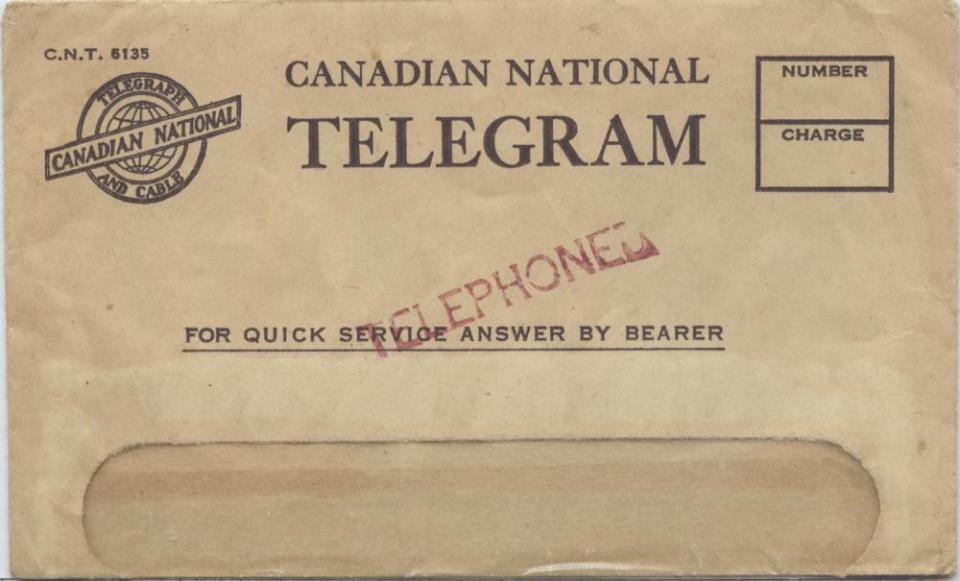 C.N.T. 6135
TELEGRAPH
CANADIAN NATIONAL
AND CABLE
CANADIAN NATIONAL
TELEGRAM
NUMBER
CHARGE
TELEPHONED
FOR QUICK SERVICE ANSWER BY BEARER